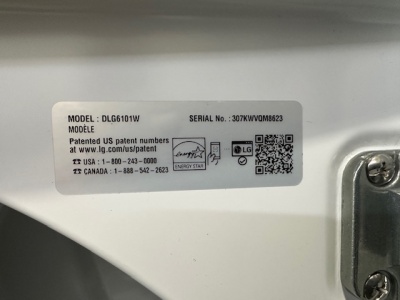 MODEL : DLG6101W SERIAL No. : 307KWVQM8623
MODÈLE
Patented US patent numbers
at www.lg.com/patent
USA : 1-800-243-0000
CANADA : 1-888-542-2623
energy
ENERGY STAR
LG